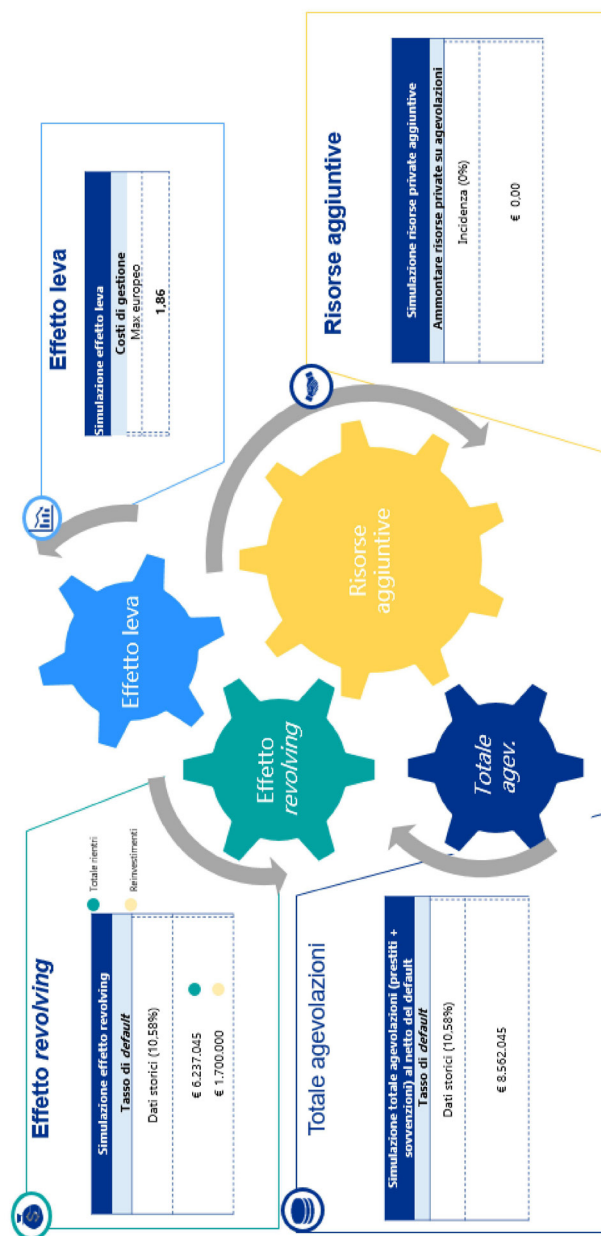 Effetto revolving
Simulazione effetto revolving
Tasso di default
Dati storici (10,58%)
€ 6.237.045
€ 1.700.000
Totale rientri
Reinvestimenti
Effetto leva
Simulazione effetto leva
Costi di gestione
Max europeo
1,86
Effetto leva
Effetto
revolving
Risorse
aggiuntive
Totale
agev.
Totale agevolazioni
Simulazione totale agevolazioni (prestiti +
sovvenzioni) al netto del default
Tasso di default
Dati storici (10,58%)
€ 8.562.045
Risorse aggiuntive
Simulazione risorse private aggiuntive
Ammontare risorse private su agevolazioni
Incidenza (0%)
€ 0,00